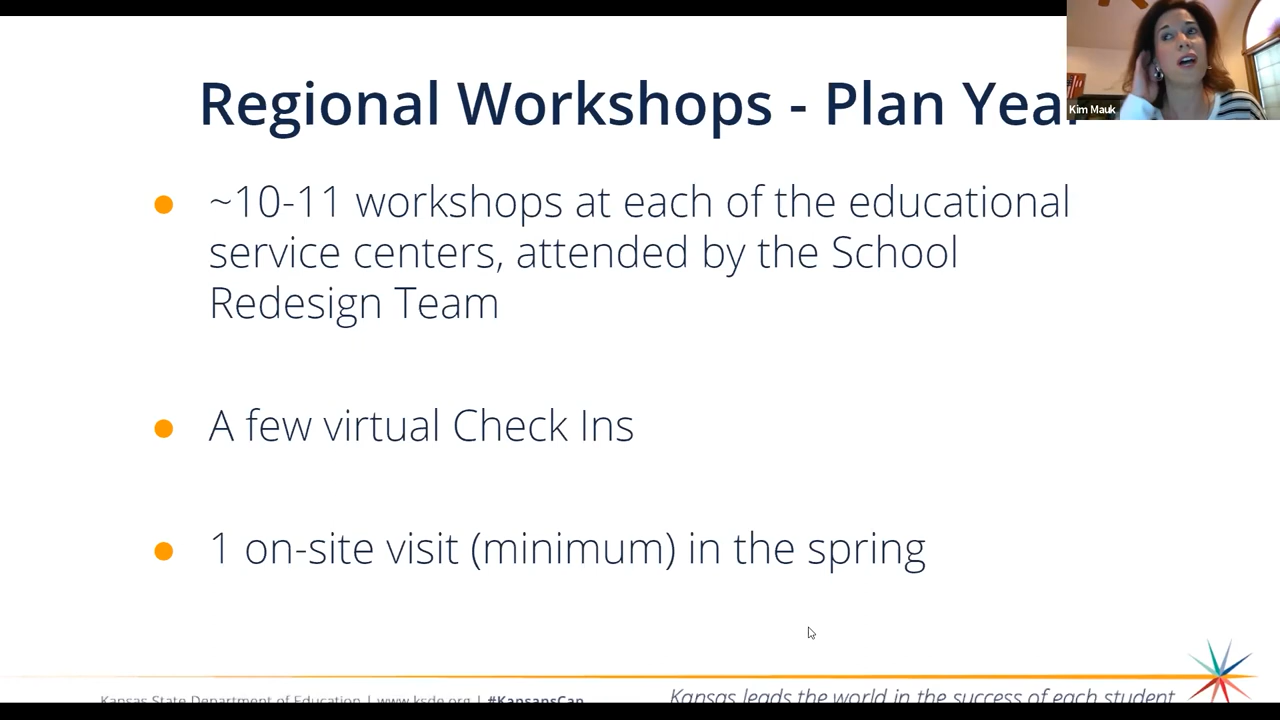 Regional Workshops - Plan Year
Kim Mauk
~10-11 workshops at each of the educational
service centers, attended by the School
Redesign Team
A few virtual Check Ins
1 on-site visit (minimum) in the spring
Kansas State Department of Education | www.ksde.org | #KansansCan
Kansas leads the world in the success of each student